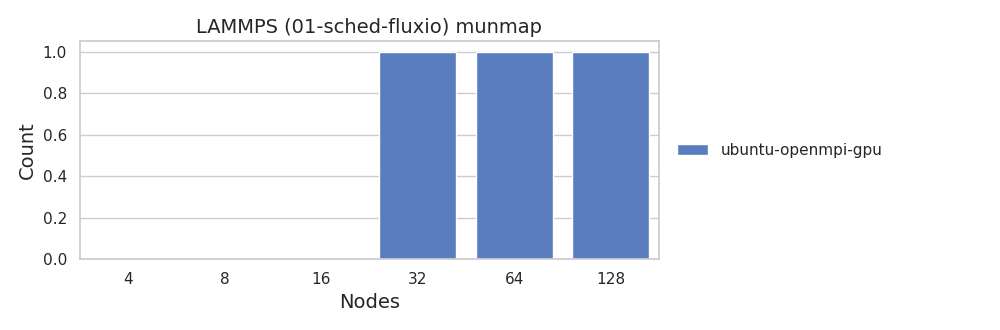 LAMMPS (01-sched-fluxio) munmap
Count
1.0
0.8
0.6
0.4
0.2
0.0
4 8 16 32 64 128
Nodes
ubuntu-openmpi-gpu